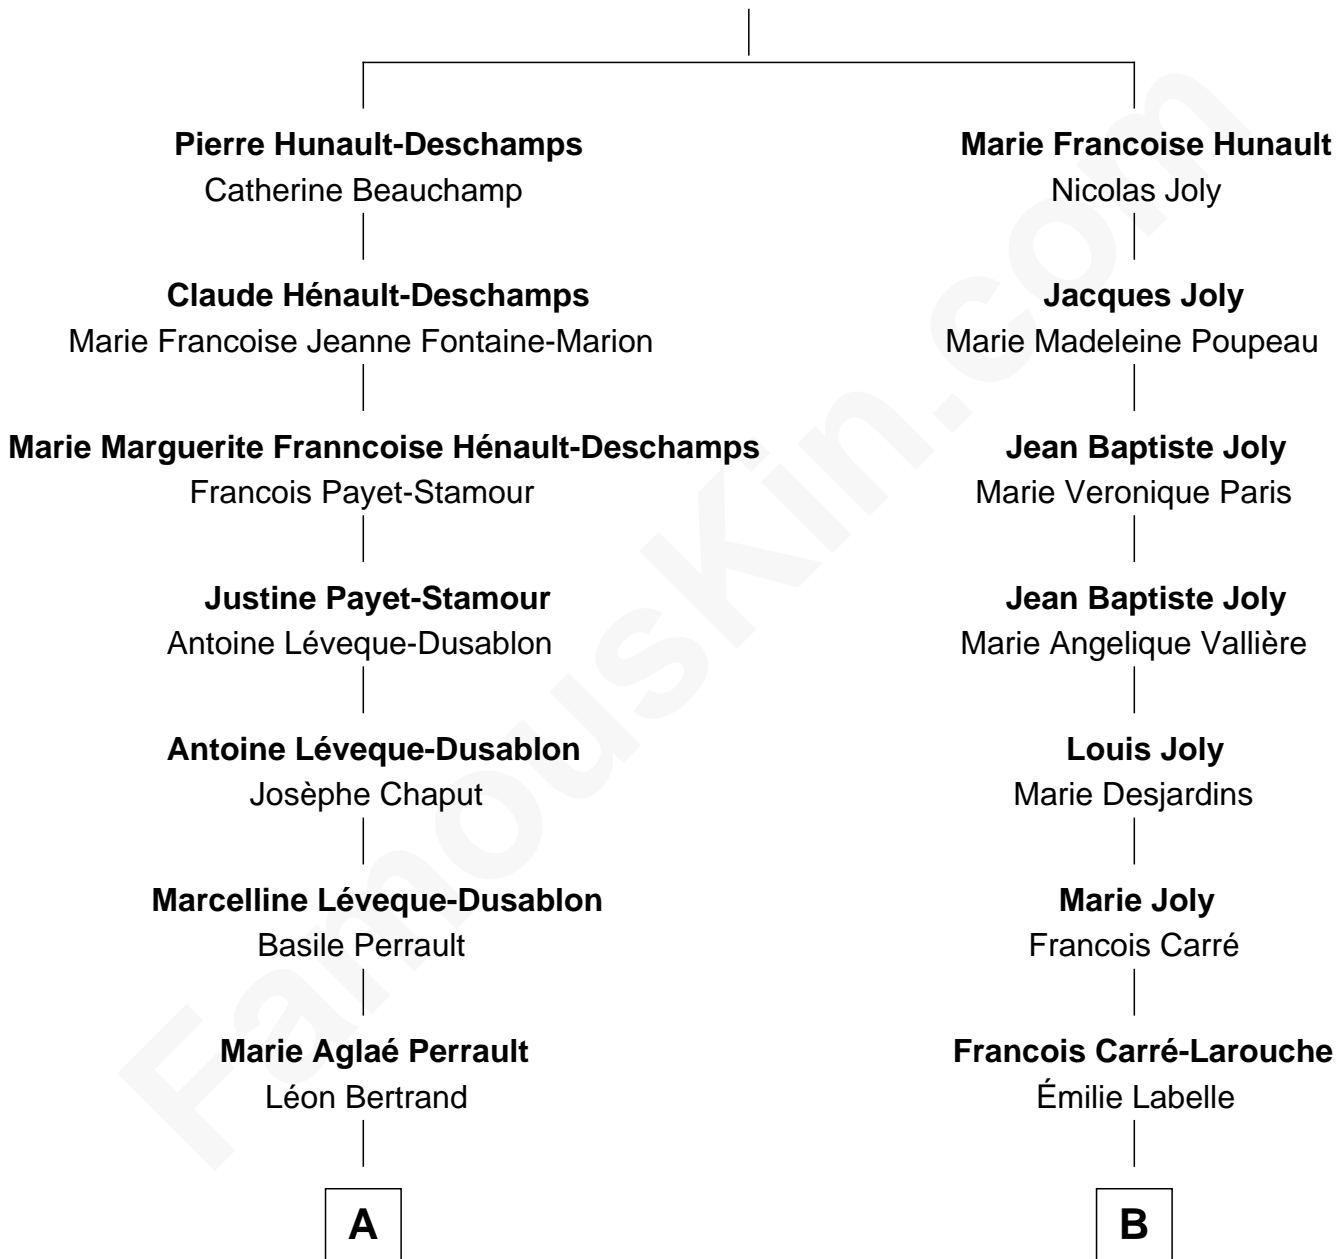 Pierre Hunault-Deschamps
Catherine Beauchamp
Claude Hénault-Deschamps
Marie Francoise Jeanne Fontaine-Marion
Marie Marguerite Franncoise Hénault-Deschamps
Francois Payet-Stamour
Justine Payet-Stamour
Antoine Léveque-Dusablon
Antoine Léveque-Dusablon
Josèphe Chaput
Marcelline Léveque-Dusablon
Basile Perrault
Marie Aglaé Perrault
Léon Bertrand
A
Marie Francoise Hunault
Nicolas Joly
Jacques Joly
Marie Madeleine Poupeau
Jean Baptiste Joly
Marie Veronique Paris
Jean Baptiste Joly
Marie Angelique Vallière
Louis Joly
Marie Desjardins
Marie Joly
Francois Carré
Francois Carré-Larouche
Émilie Labelle
B
FamousKin.com